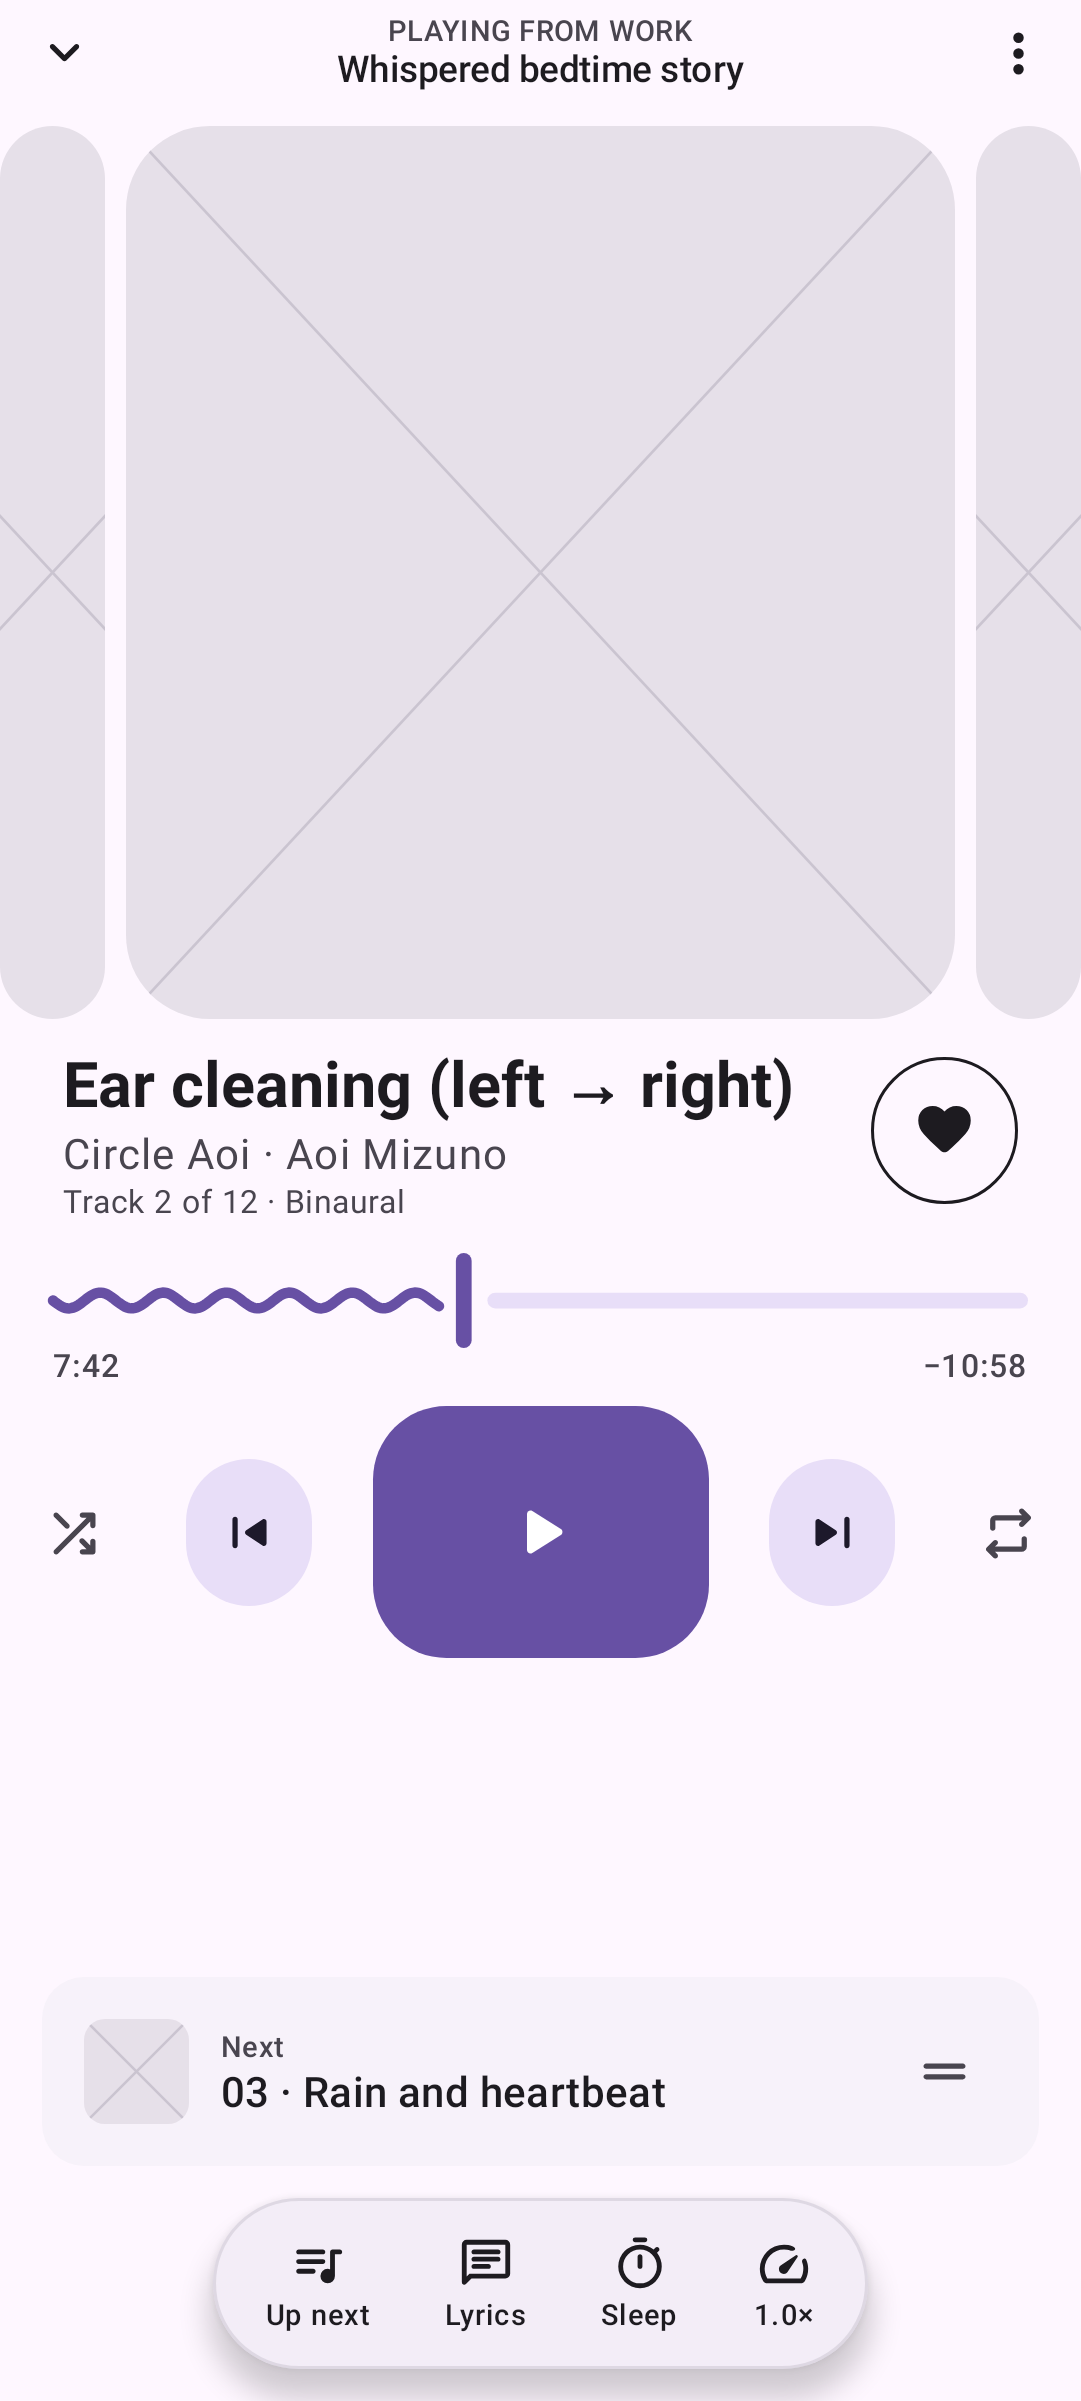 PLAYING FROM WORK
Whispered bedtime story
Ear cleaning (left → right)
Circle Aoi · Aoi Mizuno
Track 2 of 12 · Binaural
7:42
−10:58
Next
03 · Rain and heartbeat
Up next
Lyrics
Sleep
1.0×